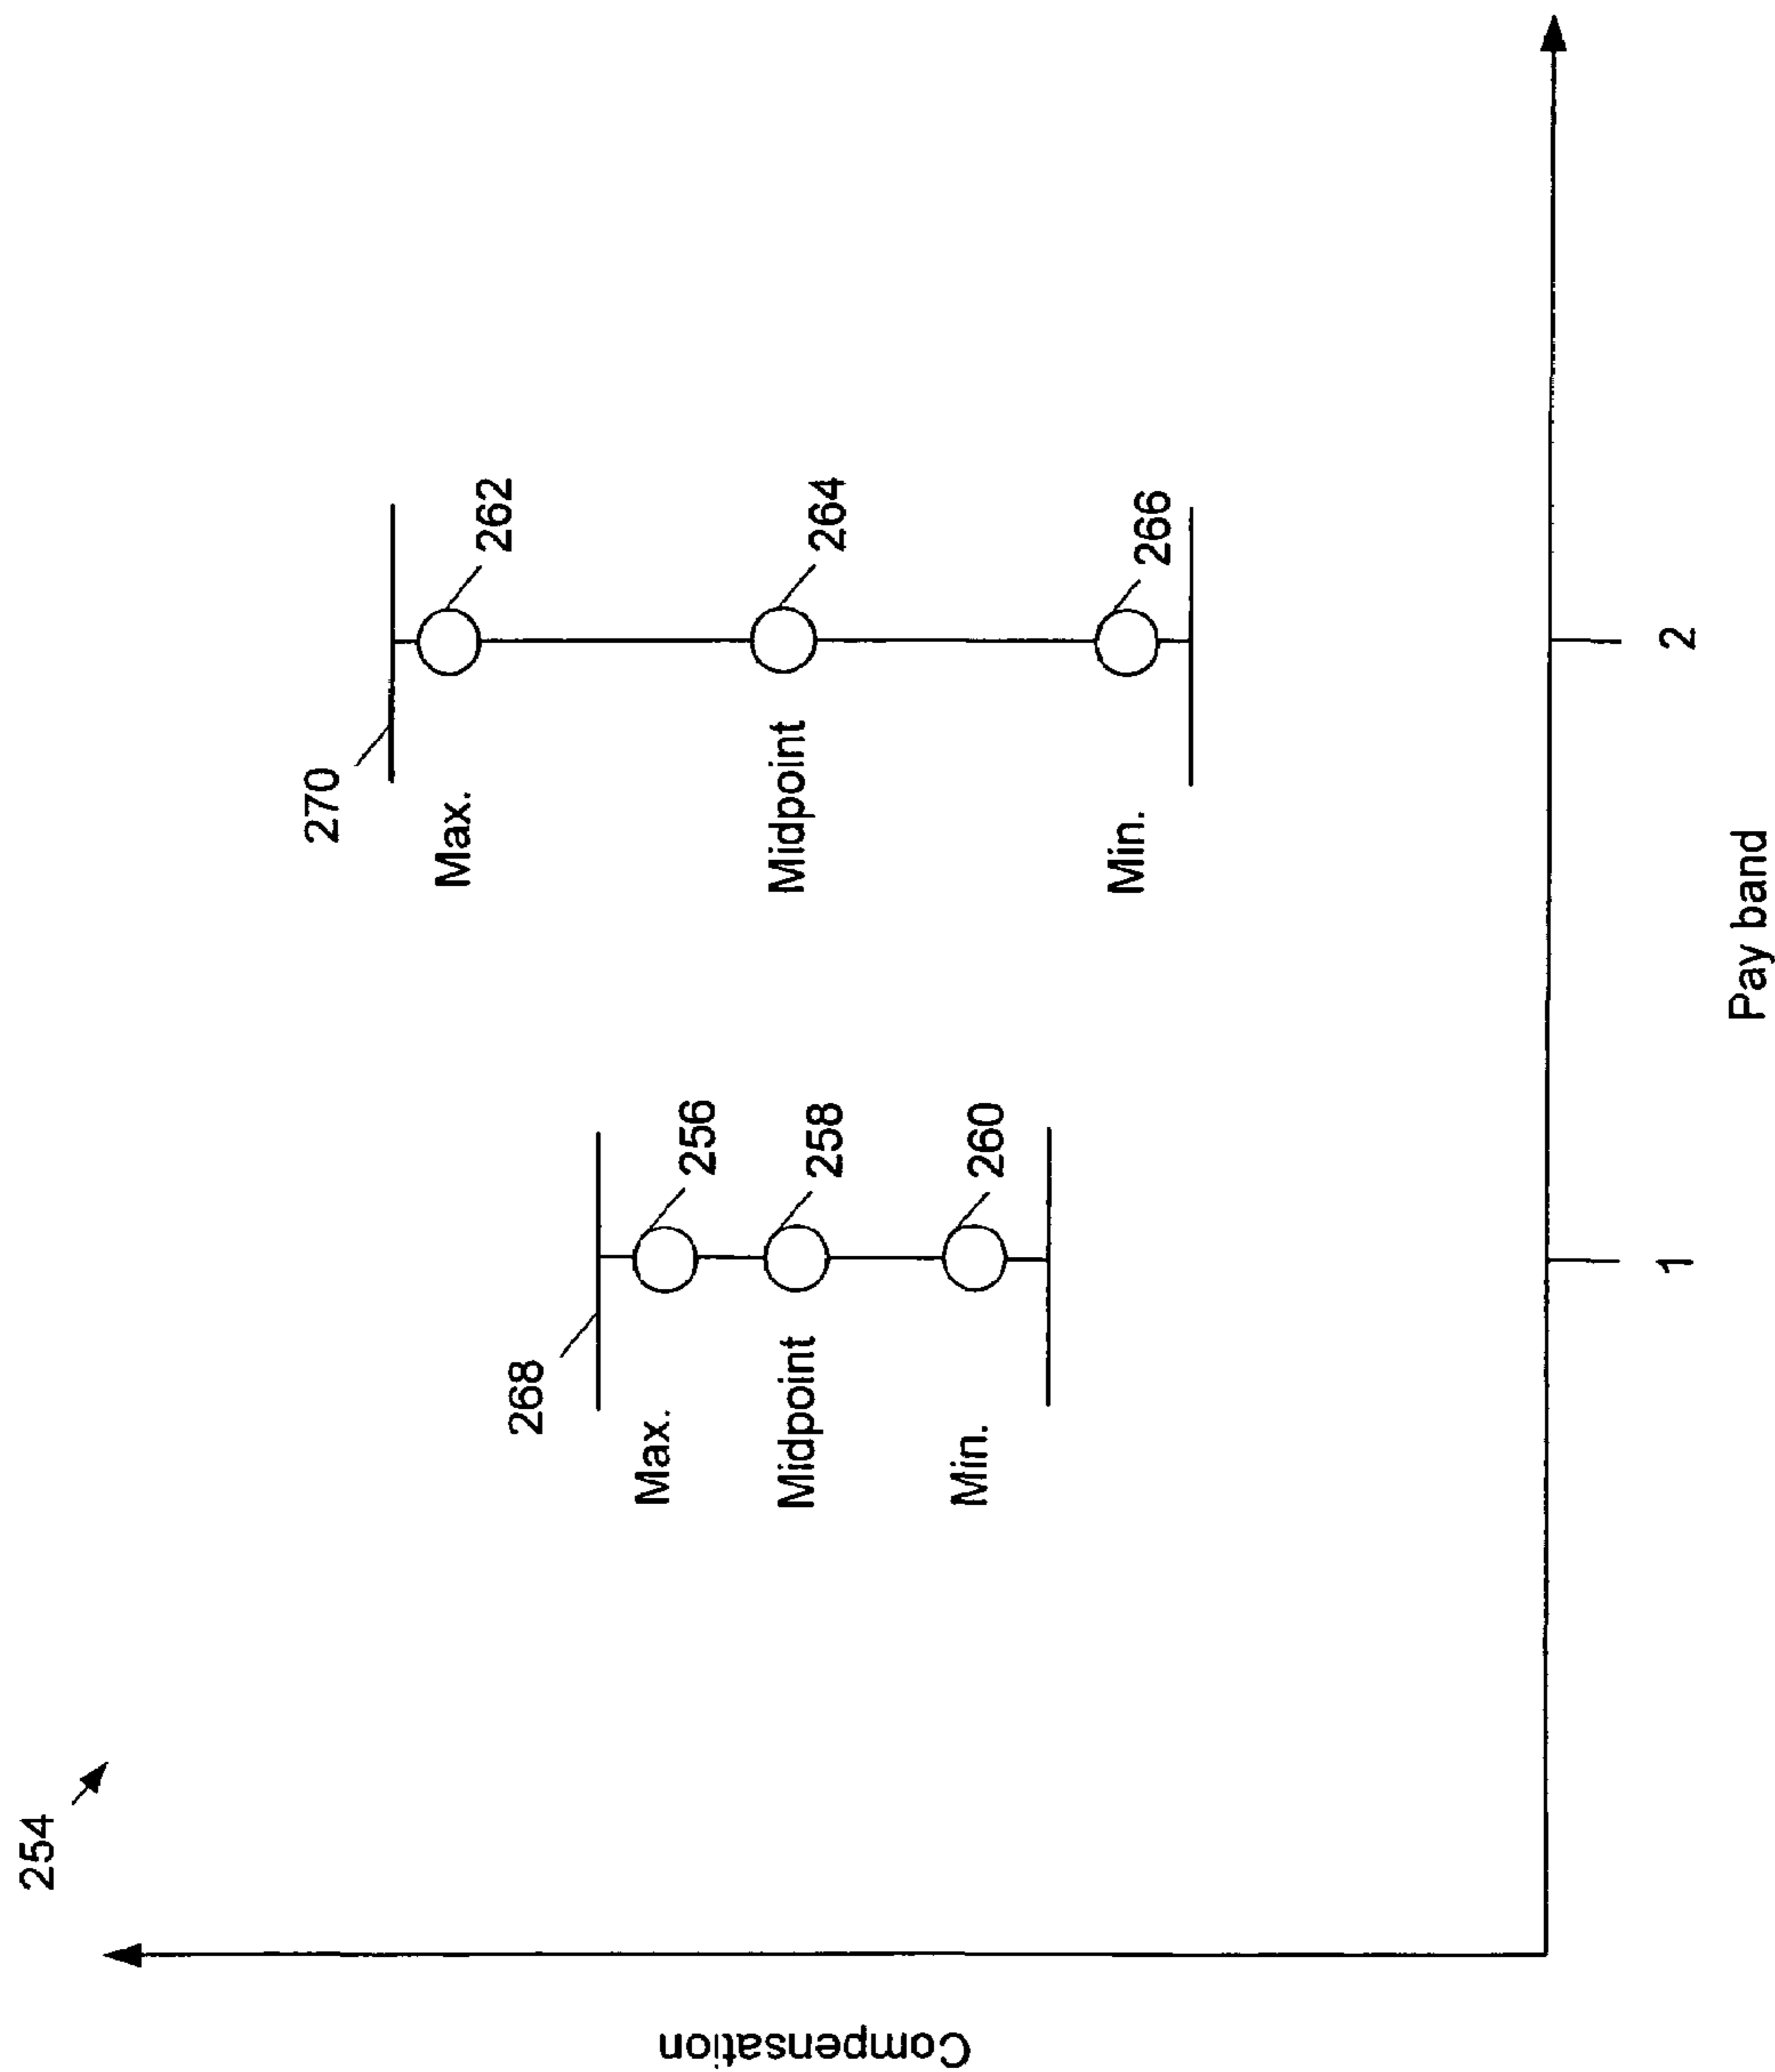 254
Compensation
268
Max.
256
Midpoint
258
Min.
260
270
Max.
262
Midpoint
264
Min.
266
1
2
Pay band